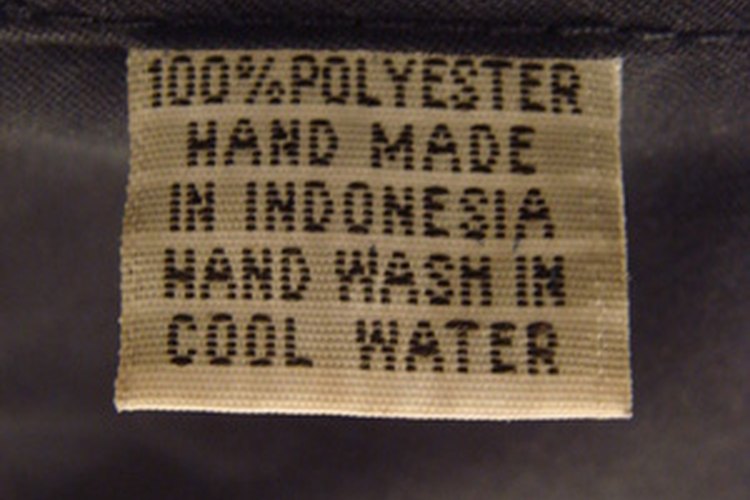 100%POLYESTER
HAND MADE
IN INDONESIA
HAND WASH IN
COOL WATER